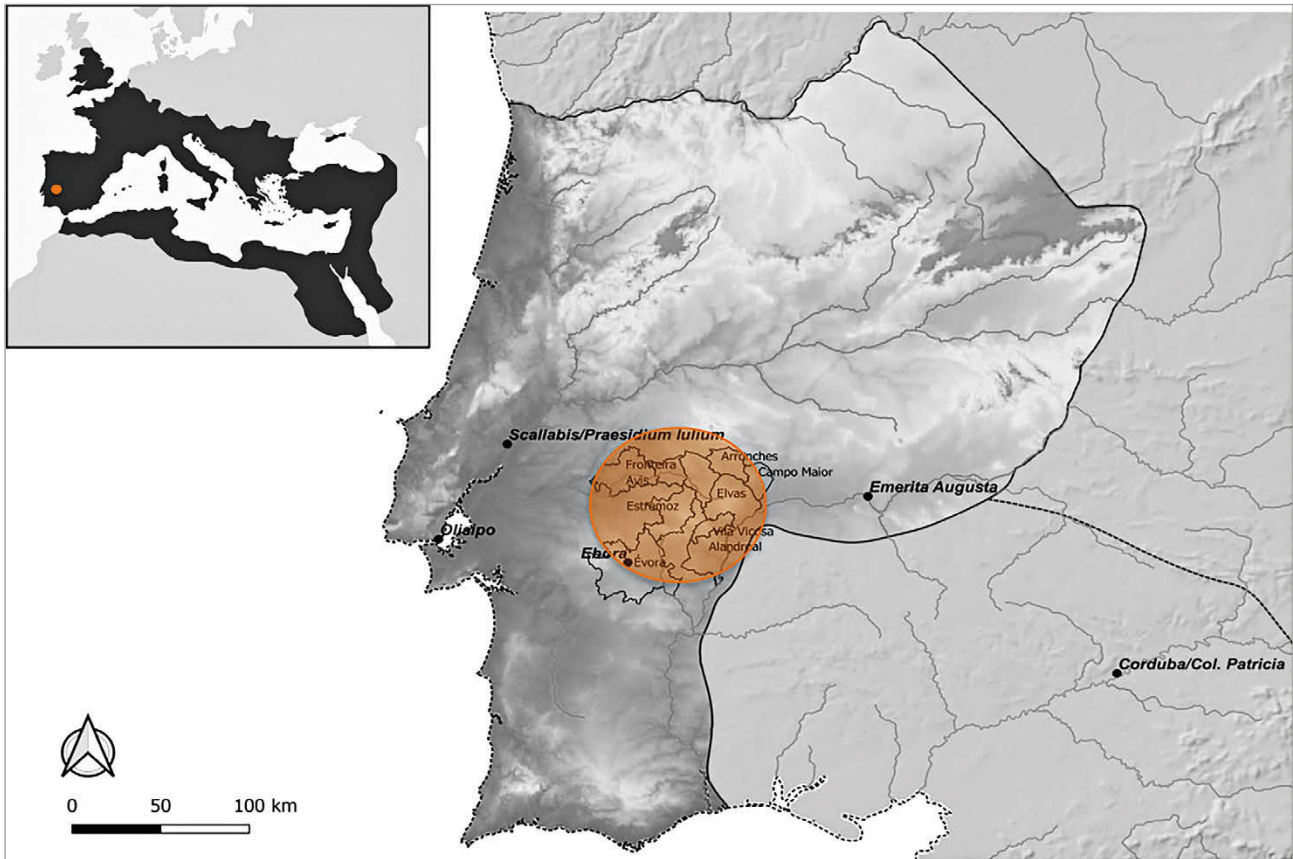 Scallabis/Praesidium Iulium
Fronteira
Arronches
Campo Maior
Avis
Elvas
Emerita Augusta
Estremoz
Olisipo
Vila Viçosa
Alandroal
Ebora
Évora
Corduba/Col. Patricia
0 50 100 km